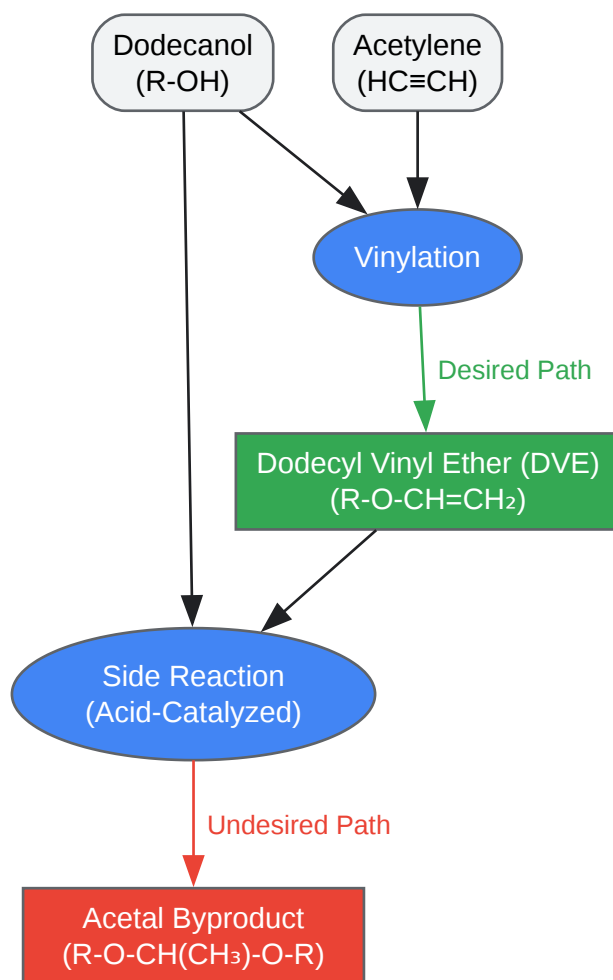 Dodecanol
(R-OH)
Acetylene
(HC≡CH)
Vinylation
Desired Path
Dodecyl Vinyl Ether (DVE)
(R-O-CH=CH₂)
Side Reaction
(Acid-Catalyzed)
Undesired Path
Acetal Byproduct
(R-O-CH(CH₃)-O-R)